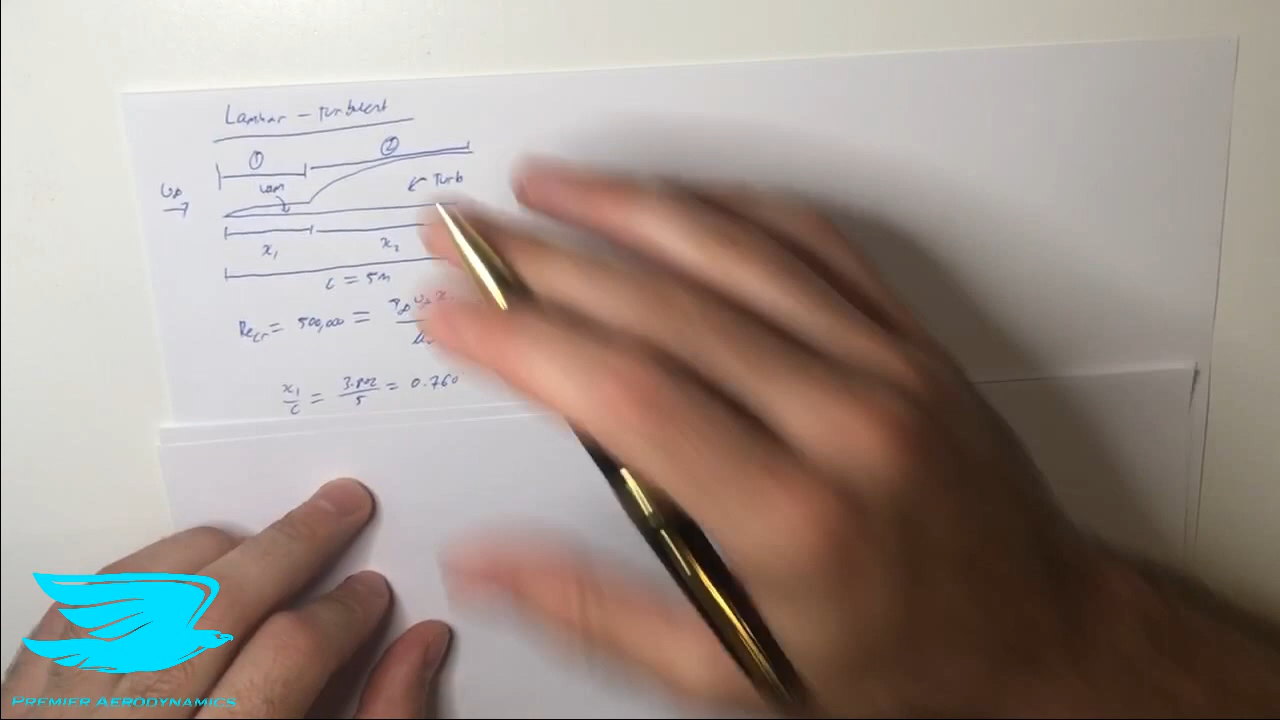 Laminar - Turbulent
① ②
Lam Turb
U∞
→
x₁ x₂
c = 5m
Re_cr = 500,000 = ρ∞ U∞ x
x₁/c = 3.802/5 = 0.760
PREMIER AERODYNAMICS